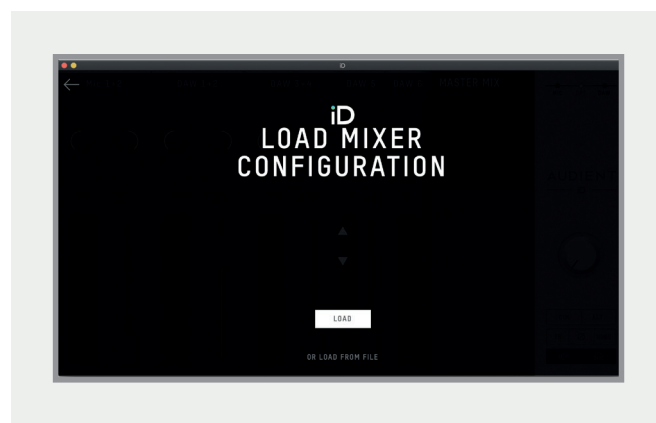 iD
iD
LOAD MIXER
CONFIGURATION
LOAD
OR LOAD FROM FILE